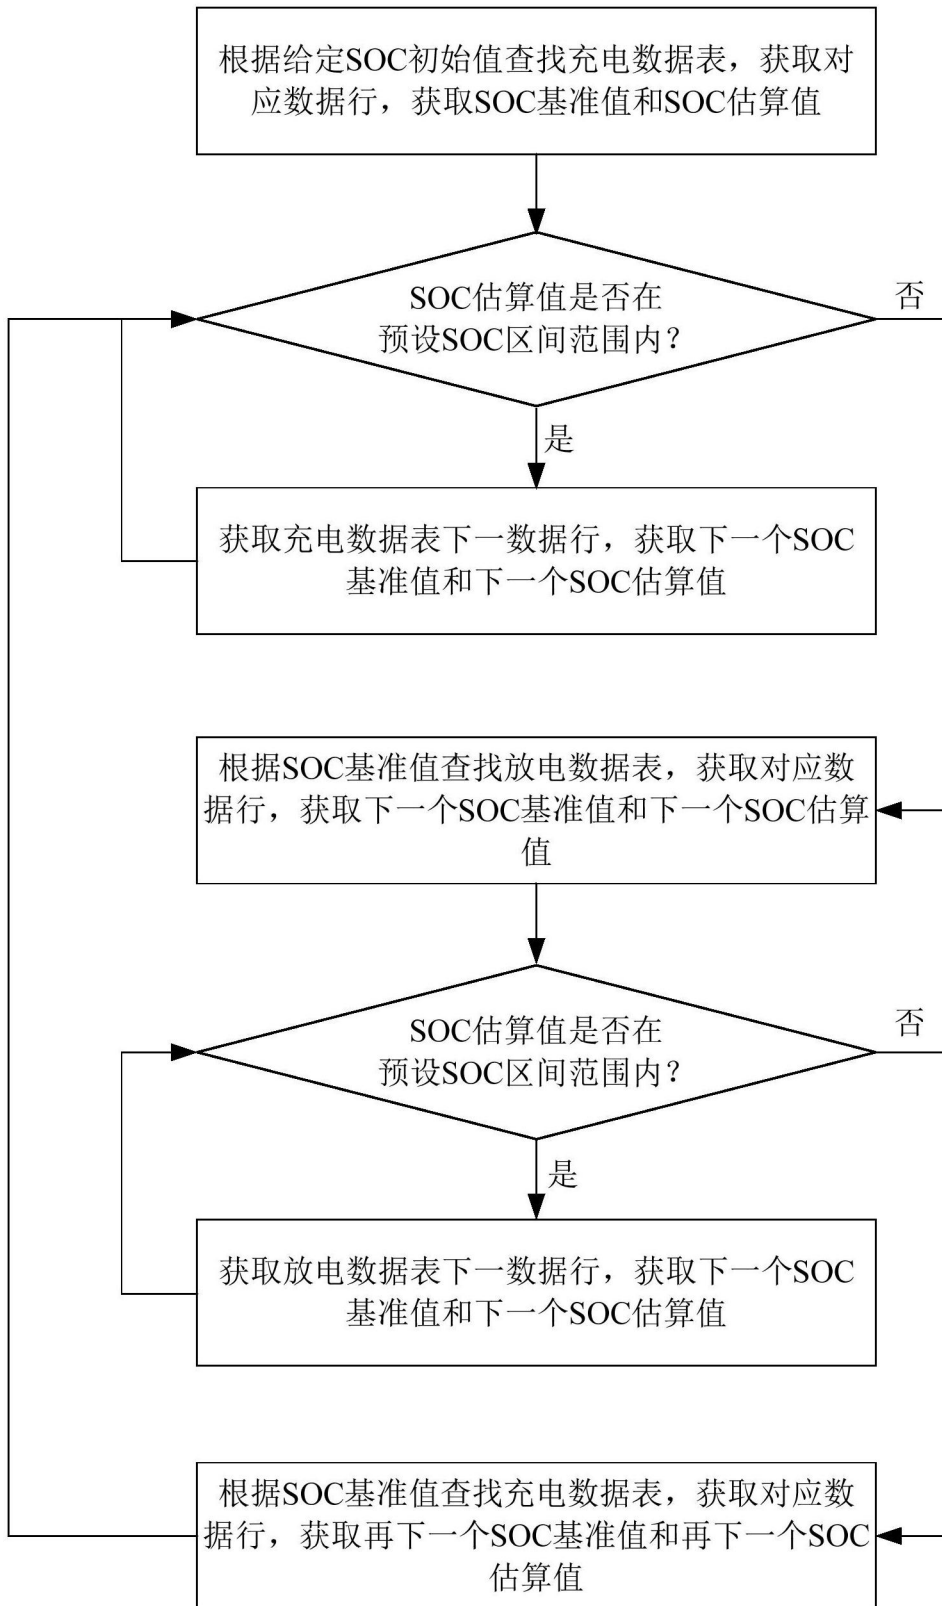 根据给定SOC初始值查找充电数据表，获取对
应数据行，获取SOC基准值和SOC估算值
SOC估算值是否在
预设SOC区间范围内？
否
是
获取充电数据表下一数据行，获取下一个SOC
基准值和下一个SOC估算值
根据SOC基准值查找放电数据表，获取对应数
据行，获取下一个SOC基准值和下一个SOC估算
值
SOC估算值是否在
预设SOC区间范围内？
否
是
获取放电数据表下一数据行，获取下一个SOC
基准值和下一个SOC估算值
根据SOC基准值查找充电数据表，获取对应数
据行，获取再下一个SOC基准值和再下一个SOC
估算值